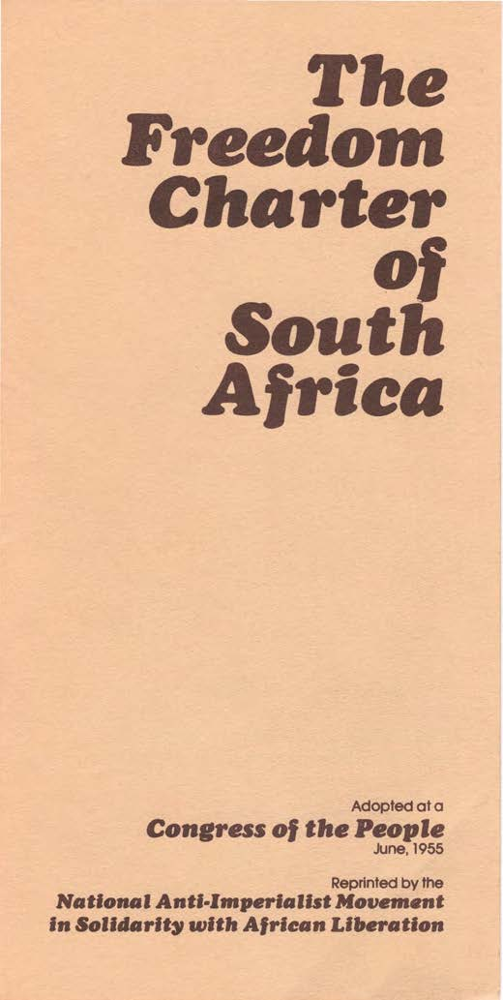 The
Freedom
Charter
of
South
Africa
Adopted at a
Congress of the People
June, 1955
Reprinted by the
National Anti-Imperialist Movement
in Solidarity with African Liberation